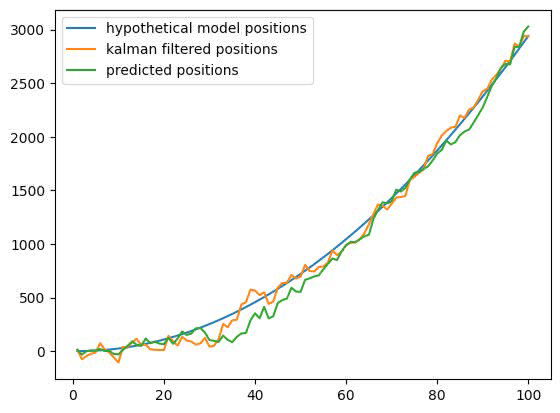 hypothetical model positions
kalman filtered positions
predicted positions
3000
2500
2000
1500
1000
500
0
0 20 40 60 80 100